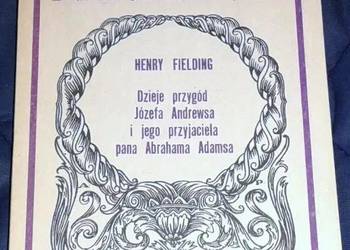 HENRY FIELDING
Dzieje przygód
Józefa Andrewsa
i jego przyjaciela
pana Abrahama Adamsa